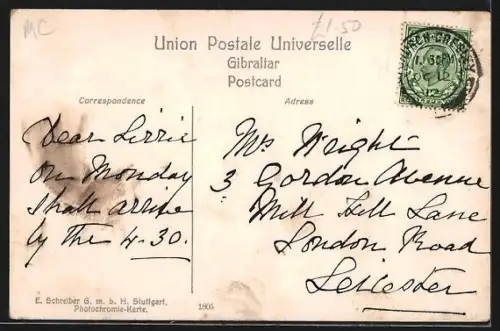 MC
£1-50
Union Postale Universelle
Gibraltar
Postcard
Correspondence
Adress
Dear Lizzie
on Monday
shall arrive
by the 4-30.
Mrs Wright
3 Gordon Avenue
Mill Hill Lane
London Road
Leicester
E. Schreiber G. m. b. H. Stuttgart.
Photochromie-Karte.
1805